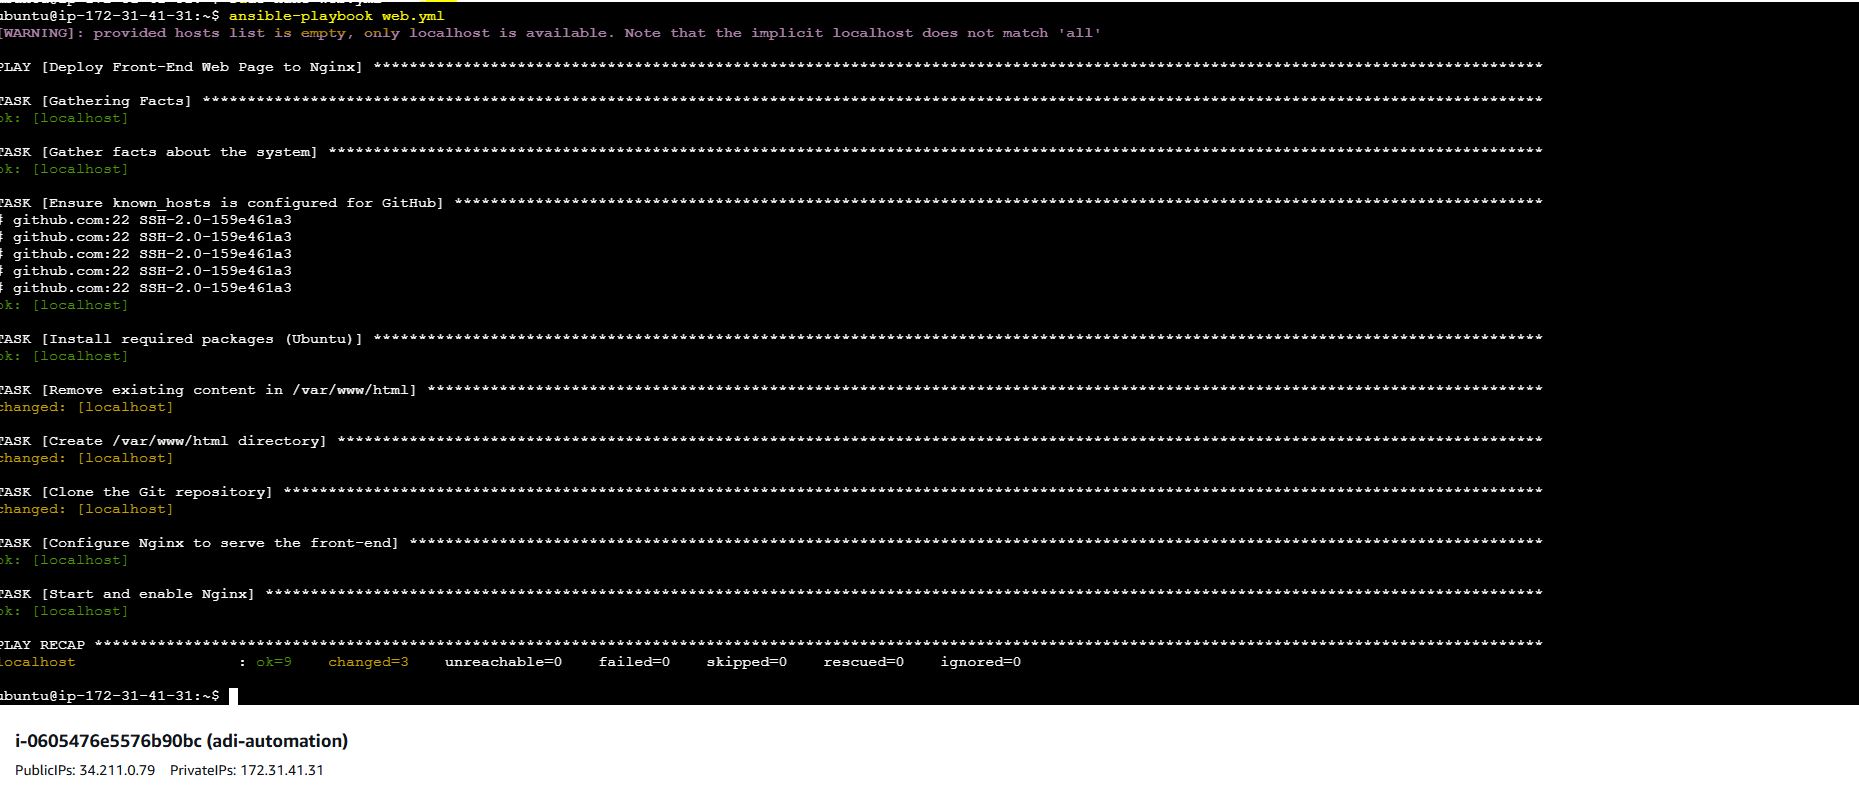 ubuntu@ip-172-31-41-31:~$ ansible-playbook web.yml
[WARNING]: provided hosts list is empty, only localhost is available. Note that the implicit localhost does not match 'all'
PLAY [Deploy Front-End Web Page to Nginx] **********************************************************************************************************************************
TASK [Gathering Facts] *****************************************************************************************************************************************************
ok: [localhost]
TASK [Gather facts about the system] ***************************************************************************************************************************************
ok: [localhost]
TASK [Ensure known_hosts is configured for GitHub] *************************************************************************************************************************
# github.com:22 SSH-2.0-159e461a3
# github.com:22 SSH-2.0-159e461a3
# github.com:22 SSH-2.0-159e461a3
# github.com:22 SSH-2.0-159e461a3
# github.com:22 SSH-2.0-159e461a3
ok: [localhost]
TASK [Install required packages (Ubuntu)] **********************************************************************************************************************************
ok: [localhost]
TASK [Remove existing content in /var/www/html] ****************************************************************************************************************************
changed: [localhost]
TASK [Create /var/www/html directory] **************************************************************************************************************************************
changed: [localhost]
TASK [Clone the Git repository] ********************************************************************************************************************************************
changed: [localhost]
TASK [Configure Nginx to serve the front-end] ******************************************************************************************************************************
ok: [localhost]
TASK [Start and enable Nginx] **********************************************************************************************************************************************
ok: [localhost]
PLAY RECAP *****************************************************************************************************************************************************************
localhost : ok=9 changed=3 unreachable=0 failed=0 skipped=0 rescued=0 ignored=0
ubuntu@ip-172-31-41-31:~$
i-0605476e5576b90bc (adi-automation)
PublicIPs: 34.211.0.79 PrivateIPs: 172.31.41.31